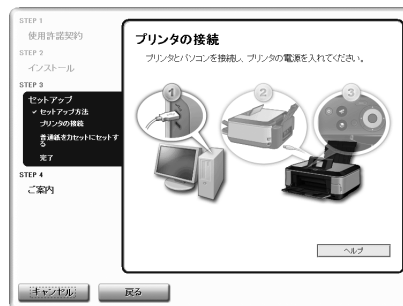 STEP 1
使用許諾契約
STEP 2
インストール
STEP 3
セットアップ
✓ セットアップ方法
プリンタの接続
普通紙をカセットにセットす
る
完了
STEP 4
ご案内
プリンタの接続
プリンタとパソコンを接続し、プリンタの電源を入れてください。
1
2
3
ヘルプ
キャンセル
戻る